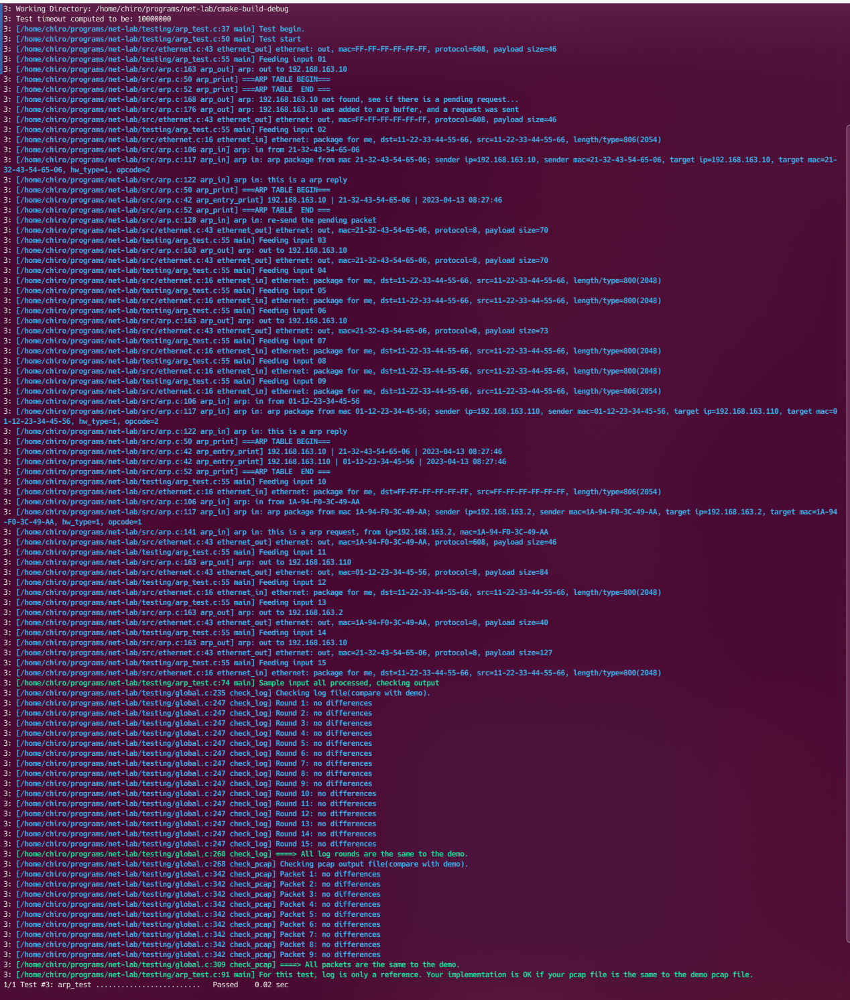 3: Working Directory: /home/chiro/programs/net-lab/cmake-build-debug
3: Test timeout computed to be: 10000000
3: [/home/chiro/programs/net-lab/testing/arp_test.c:37 main] Test begin.
3: [/home/chiro/programs/net-lab/testing/arp_test.c:50 main] Test start
3: [/home/chiro/programs/net-lab/src/ethernet.c:43 ethernet_out] ethernet: out, mac=FF-FF-FF-FF-FF-FF, protocol=608, payload size=46
3: [/home/chiro/programs/net-lab/testing/arp_test.c:55 main] Feeding input 01
3: [/home/chiro/programs/net-lab/src/arp.c:163 arp_out] arp: out to 192.168.163.10
3: [/home/chiro/programs/net-lab/src/arp.c:50 arp_print] ===ARP TABLE BEGIN===
3: [/home/chiro/programs/net-lab/src/arp.c:52 arp_print] ===ARP TABLE  END ===
3: [/home/chiro/programs/net-lab/src/arp.c:168 arp_out] arp: 192.168.163.10 not found, see if there is a pending request...
3: [/home/chiro/programs/net-lab/src/arp.c:176 arp_out] arp: 192.168.163.10 was added to arp buffer, and a request was sent
3: [/home/chiro/programs/net-lab/src/ethernet.c:43 ethernet_out] ethernet: out, mac=FF-FF-FF-FF-FF-FF, protocol=608, payload size=46
3: [/home/chiro/programs/net-lab/testing/arp_test.c:55 main] Feeding input 02
3: [/home/chiro/programs/net-lab/src/ethernet.c:16 ethernet_in] ethernet: package for me, dst=11-22-33-44-55-66, src=11-22-33-44-55-66, length/type=806(2054)
3: [/home/chiro/programs/net-lab/src/arp.c:106 arp_in] arp: in from 21-32-43-54-65-06
3: [/home/chiro/programs/net-lab/src/arp.c:117 arp_in] arp in: arp package from mac 21-32-43-54-65-06; sender ip=192.168.163.10, sender mac=21-32-43-54-65-06, target ip=192.168.163.10, target mac=21-
32-43-54-65-06, hw_type=1, opcode=2
3: [/home/chiro/programs/net-lab/src/arp.c:122 arp_in] arp in: this is a arp reply
3: [/home/chiro/programs/net-lab/src/arp.c:50 arp_print] ===ARP TABLE BEGIN===
3: [/home/chiro/programs/net-lab/src/arp.c:42 arp_entry_print] 192.168.163.10 | 21-32-43-54-65-06 | 2023-04-13 08:27:46
3: [/home/chiro/programs/net-lab/src/arp.c:52 arp_print] ===ARP TABLE  END ===
3: [/home/chiro/programs/net-lab/src/arp.c:128 arp_in] arp in: re-send the pending packet
3: [/home/chiro/programs/net-lab/src/ethernet.c:43 ethernet_out] ethernet: out, mac=21-32-43-54-65-06, protocol=8, payload size=70
3: [/home/chiro/programs/net-lab/testing/arp_test.c:55 main] Feeding input 03
3: [/home/chiro/programs/net-lab/src/arp.c:163 arp_out] arp: out to 192.168.163.10
3: [/home/chiro/programs/net-lab/src/ethernet.c:43 ethernet_out] ethernet: out, mac=21-32-43-54-65-06, protocol=8, payload size=70
3: [/home/chiro/programs/net-lab/testing/arp_test.c:55 main] Feeding input 04
3: [/home/chiro/programs/net-lab/src/ethernet.c:16 ethernet_in] ethernet: package for me, dst=11-22-33-44-55-66, src=11-22-33-44-55-66, length/type=800(2048)
3: [/home/chiro/programs/net-lab/testing/arp_test.c:55 main] Feeding input 05
3: [/home/chiro/programs/net-lab/src/ethernet.c:16 ethernet_in] ethernet: package for me, dst=11-22-33-44-55-66, src=11-22-33-44-55-66, length/type=800(2048)
3: [/home/chiro/programs/net-lab/testing/arp_test.c:55 main] Feeding input 06
3: [/home/chiro/programs/net-lab/src/arp.c:163 arp_out] arp: out to 192.168.163.10
3: [/home/chiro/programs/net-lab/src/ethernet.c:43 ethernet_out] ethernet: out, mac=21-32-43-54-65-06, protocol=8, payload size=73
3: [/home/chiro/programs/net-lab/testing/arp_test.c:55 main] Feeding input 07
3: [/home/chiro/programs/net-lab/src/ethernet.c:16 ethernet_in] ethernet: package for me, dst=11-22-33-44-55-66, src=11-22-33-44-55-66, length/type=800(2048)
3: [/home/chiro/programs/net-lab/testing/arp_test.c:55 main] Feeding input 08
3: [/home/chiro/programs/net-lab/src/ethernet.c:16 ethernet_in] ethernet: package for me, dst=11-22-33-44-55-66, src=11-22-33-44-55-66, length/type=800(2048)
3: [/home/chiro/programs/net-lab/testing/arp_test.c:55 main] Feeding input 09
3: [/home/chiro/programs/net-lab/src/ethernet.c:16 ethernet_in] ethernet: package for me, dst=11-22-33-44-55-66, src=11-22-33-44-55-66, length/type=806(2054)
3: [/home/chiro/programs/net-lab/src/arp.c:106 arp_in] arp: in from 01-12-23-34-45-56
3: [/home/chiro/programs/net-lab/src/arp.c:117 arp_in] arp in: arp package from mac 01-12-23-34-45-56; sender ip=192.168.163.110, sender mac=01-12-23-34-45-56, target ip=192.168.163.110, target mac=0
1-12-23-34-45-56, hw_type=1, opcode=2
3: [/home/chiro/programs/net-lab/src/arp.c:122 arp_in] arp in: this is a arp reply
3: [/home/chiro/programs/net-lab/src/arp.c:50 arp_print] ===ARP TABLE BEGIN===
3: [/home/chiro/programs/net-lab/src/arp.c:42 arp_entry_print] 192.168.163.10 | 21-32-43-54-65-06 | 2023-04-13 08:27:46
3: [/home/chiro/programs/net-lab/src/arp.c:42 arp_entry_print] 192.168.163.110 | 01-12-23-34-45-56 | 2023-04-13 08:27:46
3: [/home/chiro/programs/net-lab/src/arp.c:52 arp_print] ===ARP TABLE  END ===
3: [/home/chiro/programs/net-lab/testing/arp_test.c:55 main] Feeding input 10
3: [/home/chiro/programs/net-lab/src/ethernet.c:16 ethernet_in] ethernet: package for me, dst=FF-FF-FF-FF-FF-FF, src=FF-FF-FF-FF-FF-FF, length/type=806(2054)
3: [/home/chiro/programs/net-lab/src/arp.c:106 arp_in] arp: in from 1A-94-F0-3C-49-AA
3: [/home/chiro/programs/net-lab/src/arp.c:117 arp_in] arp in: arp package from mac 1A-94-F0-3C-49-AA; sender ip=192.168.163.2, sender mac=1A-94-F0-3C-49-AA, target ip=192.168.163.2, target mac=1A-94
-F0-3C-49-AA, hw_type=1, opcode=1
3: [/home/chiro/programs/net-lab/src/arp.c:141 arp_in] arp in: this is a arp request, from ip=192.168.163.2, mac=1A-94-F0-3C-49-AA
3: [/home/chiro/programs/net-lab/src/ethernet.c:43 ethernet_out] ethernet: out, mac=1A-94-F0-3C-49-AA, protocol=608, payload size=46
3: [/home/chiro/programs/net-lab/testing/arp_test.c:55 main] Feeding input 11
3: [/home/chiro/programs/net-lab/src/arp.c:163 arp_out] arp: out to 192.168.163.110
3: [/home/chiro/programs/net-lab/src/ethernet.c:43 ethernet_out] ethernet: out, mac=01-12-23-34-45-56, protocol=8, payload size=84
3: [/home/chiro/programs/net-lab/testing/arp_test.c:55 main] Feeding input 12
3: [/home/chiro/programs/net-lab/src/ethernet.c:16 ethernet_in] ethernet: package for me, dst=11-22-33-44-55-66, src=11-22-33-44-55-66, length/type=800(2048)
3: [/home/chiro/programs/net-lab/testing/arp_test.c:55 main] Feeding input 13
3: [/home/chiro/programs/net-lab/src/arp.c:163 arp_out] arp: out to 192.168.163.2
3: [/home/chiro/programs/net-lab/src/ethernet.c:43 ethernet_out] ethernet: out, mac=1A-94-F0-3C-49-AA, protocol=8, payload size=40
3: [/home/chiro/programs/net-lab/testing/arp_test.c:55 main] Feeding input 14
3: [/home/chiro/programs/net-lab/src/arp.c:163 arp_out] arp: out to 192.168.163.10
3: [/home/chiro/programs/net-lab/src/ethernet.c:43 ethernet_out] ethernet: out, mac=21-32-43-54-65-06, protocol=8, payload size=127
3: [/home/chiro/programs/net-lab/testing/arp_test.c:55 main] Feeding input 15
3: [/home/chiro/programs/net-lab/src/ethernet.c:16 ethernet_in] ethernet: package for me, dst=11-22-33-44-55-66, src=11-22-33-44-55-66, length/type=800(2048)
3: [/home/chiro/programs/net-lab/testing/arp_test.c:74 main] Sample input all processed, checking output
3: [/home/chiro/programs/net-lab/testing/global.c:235 check_log] Checking log file(compare with demo).
3: [/home/chiro/programs/net-lab/testing/global.c:247 check_log] Round 1: no differences
3: [/home/chiro/programs/net-lab/testing/global.c:247 check_log] Round 2: no differences
3: [/home/chiro/programs/net-lab/testing/global.c:247 check_log] Round 3: no differences
3: [/home/chiro/programs/net-lab/testing/global.c:247 check_log] Round 4: no differences
3: [/home/chiro/programs/net-lab/testing/global.c:247 check_log] Round 5: no differences
3: [/home/chiro/programs/net-lab/testing/global.c:247 check_log] Round 6: no differences
3: [/home/chiro/programs/net-lab/testing/global.c:247 check_log] Round 7: no differences
3: [/home/chiro/programs/net-lab/testing/global.c:247 check_log] Round 8: no differences
3: [/home/chiro/programs/net-lab/testing/global.c:247 check_log] Round 9: no differences
3: [/home/chiro/programs/net-lab/testing/global.c:247 check_log] Round 10: no differences
3: [/home/chiro/programs/net-lab/testing/global.c:247 check_log] Round 11: no differences
3: [/home/chiro/programs/net-lab/testing/global.c:247 check_log] Round 12: no differences
3: [/home/chiro/programs/net-lab/testing/global.c:247 check_log] Round 13: no differences
3: [/home/chiro/programs/net-lab/testing/global.c:247 check_log] Round 14: no differences
3: [/home/chiro/programs/net-lab/testing/global.c:247 check_log] Round 15: no differences
3: [/home/chiro/programs/net-lab/testing/global.c:260 check_log] ====> All log rounds are the same to the demo.
3: [/home/chiro/programs/net-lab/testing/global.c:268 check_pcap] Checking pcap output file(compare with demo).
3: [/home/chiro/programs/net-lab/testing/global.c:342 check_pcap] Packet 1: no differences
3: [/home/chiro/programs/net-lab/testing/global.c:342 check_pcap] Packet 2: no differences
3: [/home/chiro/programs/net-lab/testing/global.c:342 check_pcap] Packet 3: no differences
3: [/home/chiro/programs/net-lab/testing/global.c:342 check_pcap] Packet 4: no differences
3: [/home/chiro/programs/net-lab/testing/global.c:342 check_pcap] Packet 5: no differences
3: [/home/chiro/programs/net-lab/testing/global.c:342 check_pcap] Packet 6: no differences
3: [/home/chiro/programs/net-lab/testing/global.c:342 check_pcap] Packet 7: no differences
3: [/home/chiro/programs/net-lab/testing/global.c:342 check_pcap] Packet 8: no differences
3: [/home/chiro/programs/net-lab/testing/global.c:342 check_pcap] Packet 9: no differences
3: [/home/chiro/programs/net-lab/testing/global.c:309 check_pcap] ====> All packets are the same to the demo.
3: [/home/chiro/programs/net-lab/testing/arp_test.c:91 main] For this test, log is only a reference. Your implementation is OK if your pcap file is the same to the demo pcap file.
1/1 Test #3: arp_test .........................   Passed    0.02 sec